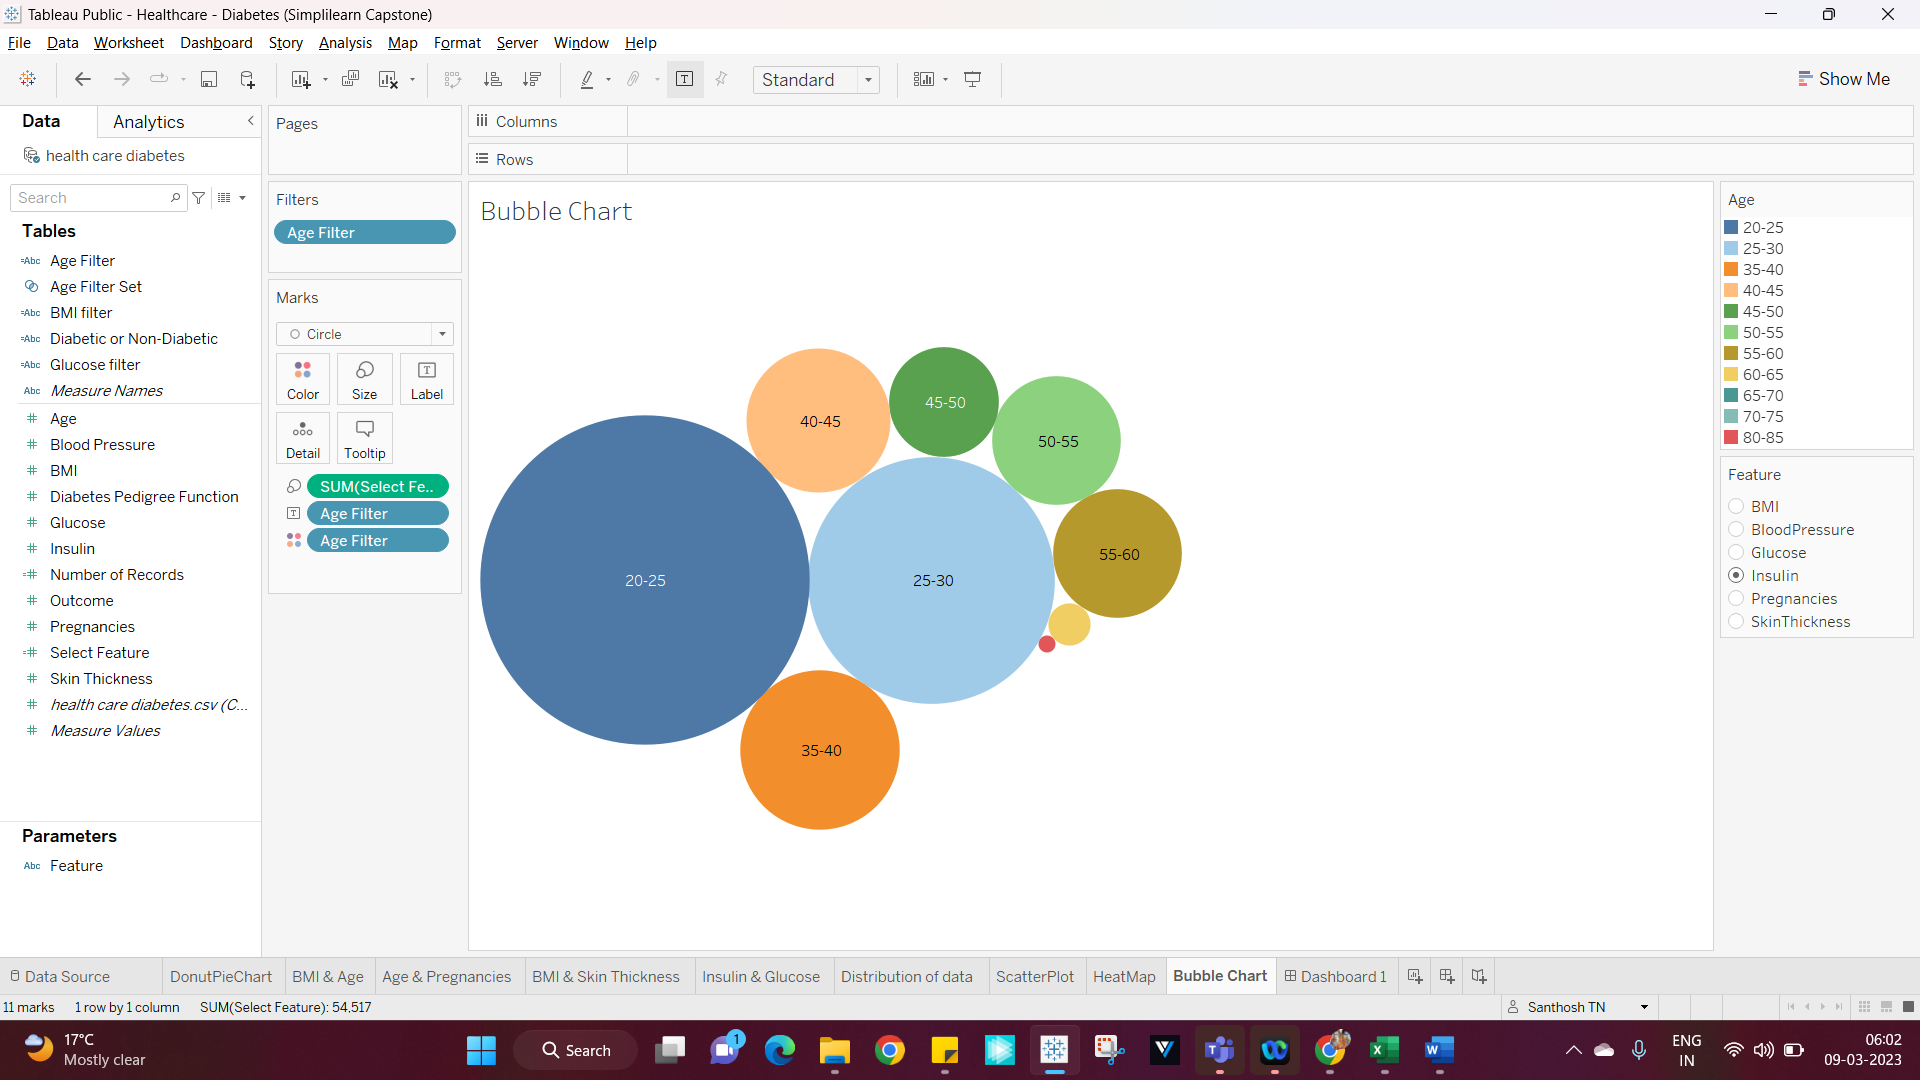 Tableau Public - Healthcare - Diabetes (Simplilearn Capstone)
File Data Worksheet Dashboard Story Analysis Map Format Server Window Help
Standard
Show Me
Data Analytics
health care diabetes
Search
Tables
=Abc Age Filter
Age Filter Set
=Abc BMI filter
=Abc Diabetic or Non-Diabetic
=Abc Glucose filter
Abc Measure Names
# Age
# Blood Pressure
# BMI
# Diabetes Pedigree Function
# Glucose
# Insulin
=# Number of Records
# Outcome
# Pregnancies
=# Select Feature
# Skin Thickness
# health care diabetes.csv (C...
# Measure Values
Parameters
Abc Feature
Pages
Filters
Age Filter
Marks
Circle
Color Size Label
Detail Tooltip
SUM(Select Fe..
Age Filter
Age Filter
Columns
Rows
Bubble Chart
40-45
45-50
50-55
55-60
20-25
25-30
35-40
Age
20-25
25-30
35-40
40-45
45-50
50-55
55-60
60-65
65-70
70-75
80-85
Feature
BMI
BloodPressure
Glucose
Insulin
Pregnancies
SkinThickness
Data Source DonutPieChart BMI & Age Age & Pregnancies BMI & Skin Thickness Insulin & Glucose Distribution of data ScatterPlot HeatMap Bubble Chart Dashboard 1
11 marks 1 row by 1 column SUM(Select Feature): 54,517
Santhosh TN
17°C
Mostly clear
Search
1
ENG
IN
06:02
09-03-2023